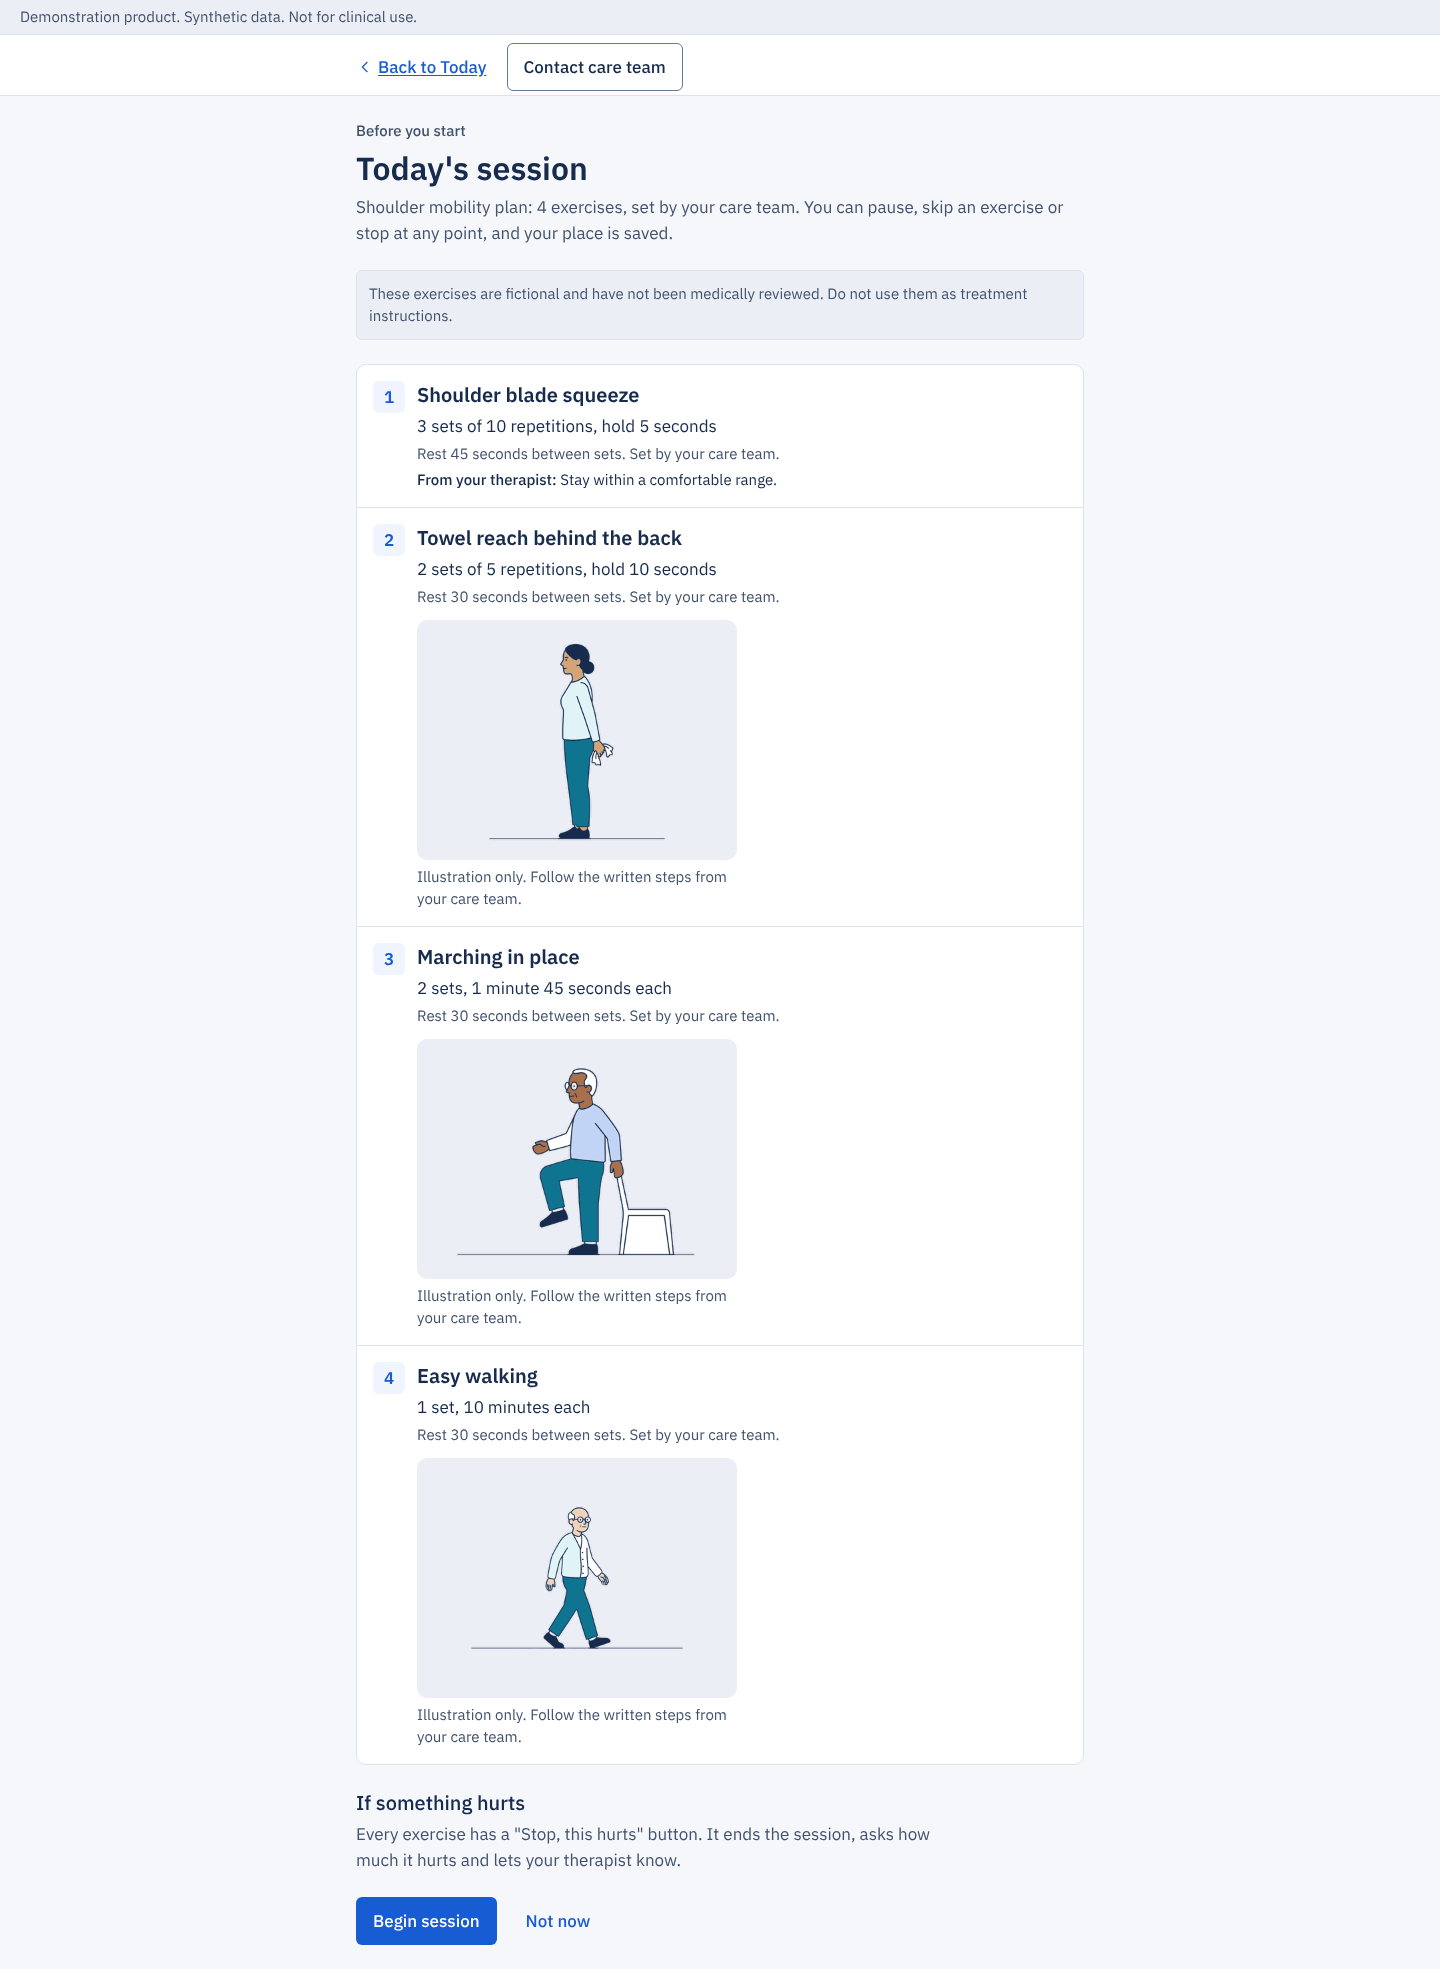 Demonstration product. Synthetic data. Not for clinical use.
Back to Today
Contact care team
Before you start
Today's session
Shoulder mobility plan: 4 exercises, set by your care team. You can pause, skip an exercise or
stop at any point, and your place is saved.
These exercises are fictional and have not been medically reviewed. Do not use them as treatment
instructions.
1
Shoulder blade squeeze
3 sets of 10 repetitions, hold 5 seconds
Rest 45 seconds between sets. Set by your care team.
From your therapist: Stay within a comfortable range.
2
Towel reach behind the back
2 sets of 5 repetitions, hold 10 seconds
Rest 30 seconds between sets. Set by your care team.
Illustration only. Follow the written steps from
your care team.
3
Marching in place
2 sets, 1 minute 45 seconds each
Rest 30 seconds between sets. Set by your care team.
Illustration only. Follow the written steps from
your care team.
4
Easy walking
1 set, 10 minutes each
Rest 30 seconds between sets. Set by your care team.
Illustration only. Follow the written steps from
your care team.
If something hurts
Every exercise has a "Stop, this hurts" button. It ends the session, asks how
much it hurts and lets your therapist know.
Begin session
Not now